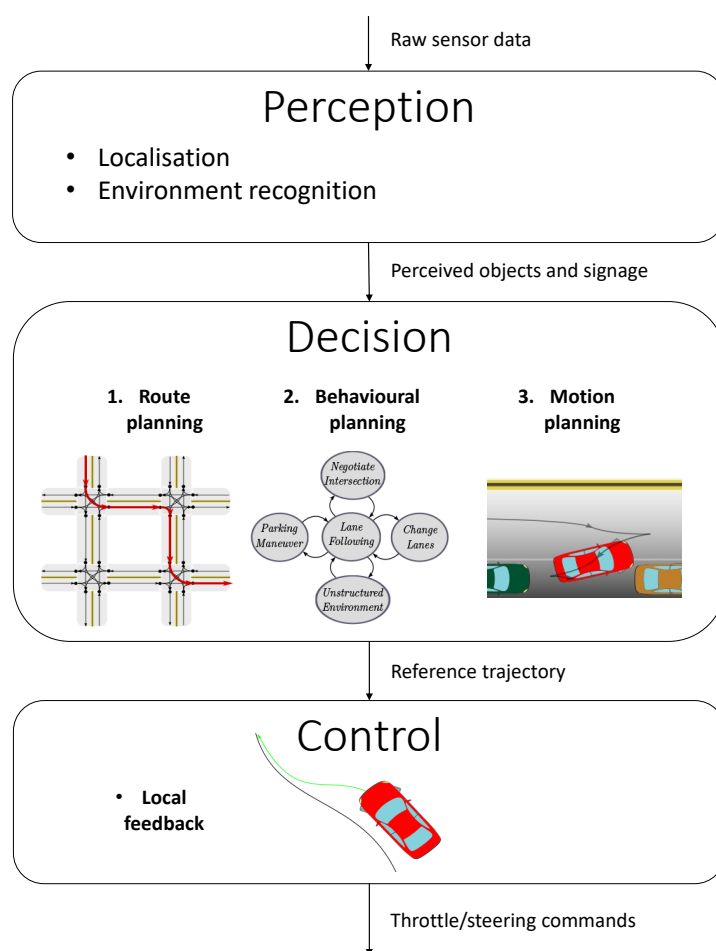 Raw sensor data
Perception
• Localisation
• Environment recognition
Perceived objects and signage
Decision
1. Route
planning
2. Behavioural
planning
3. Motion
planning
Negotiate
Intersection
Parking
Maneuver
Lane
Following
Change
Lanes
Unstructured
Environment
Reference trajectory
Control
• Local
feedback
Throttle/steering commands